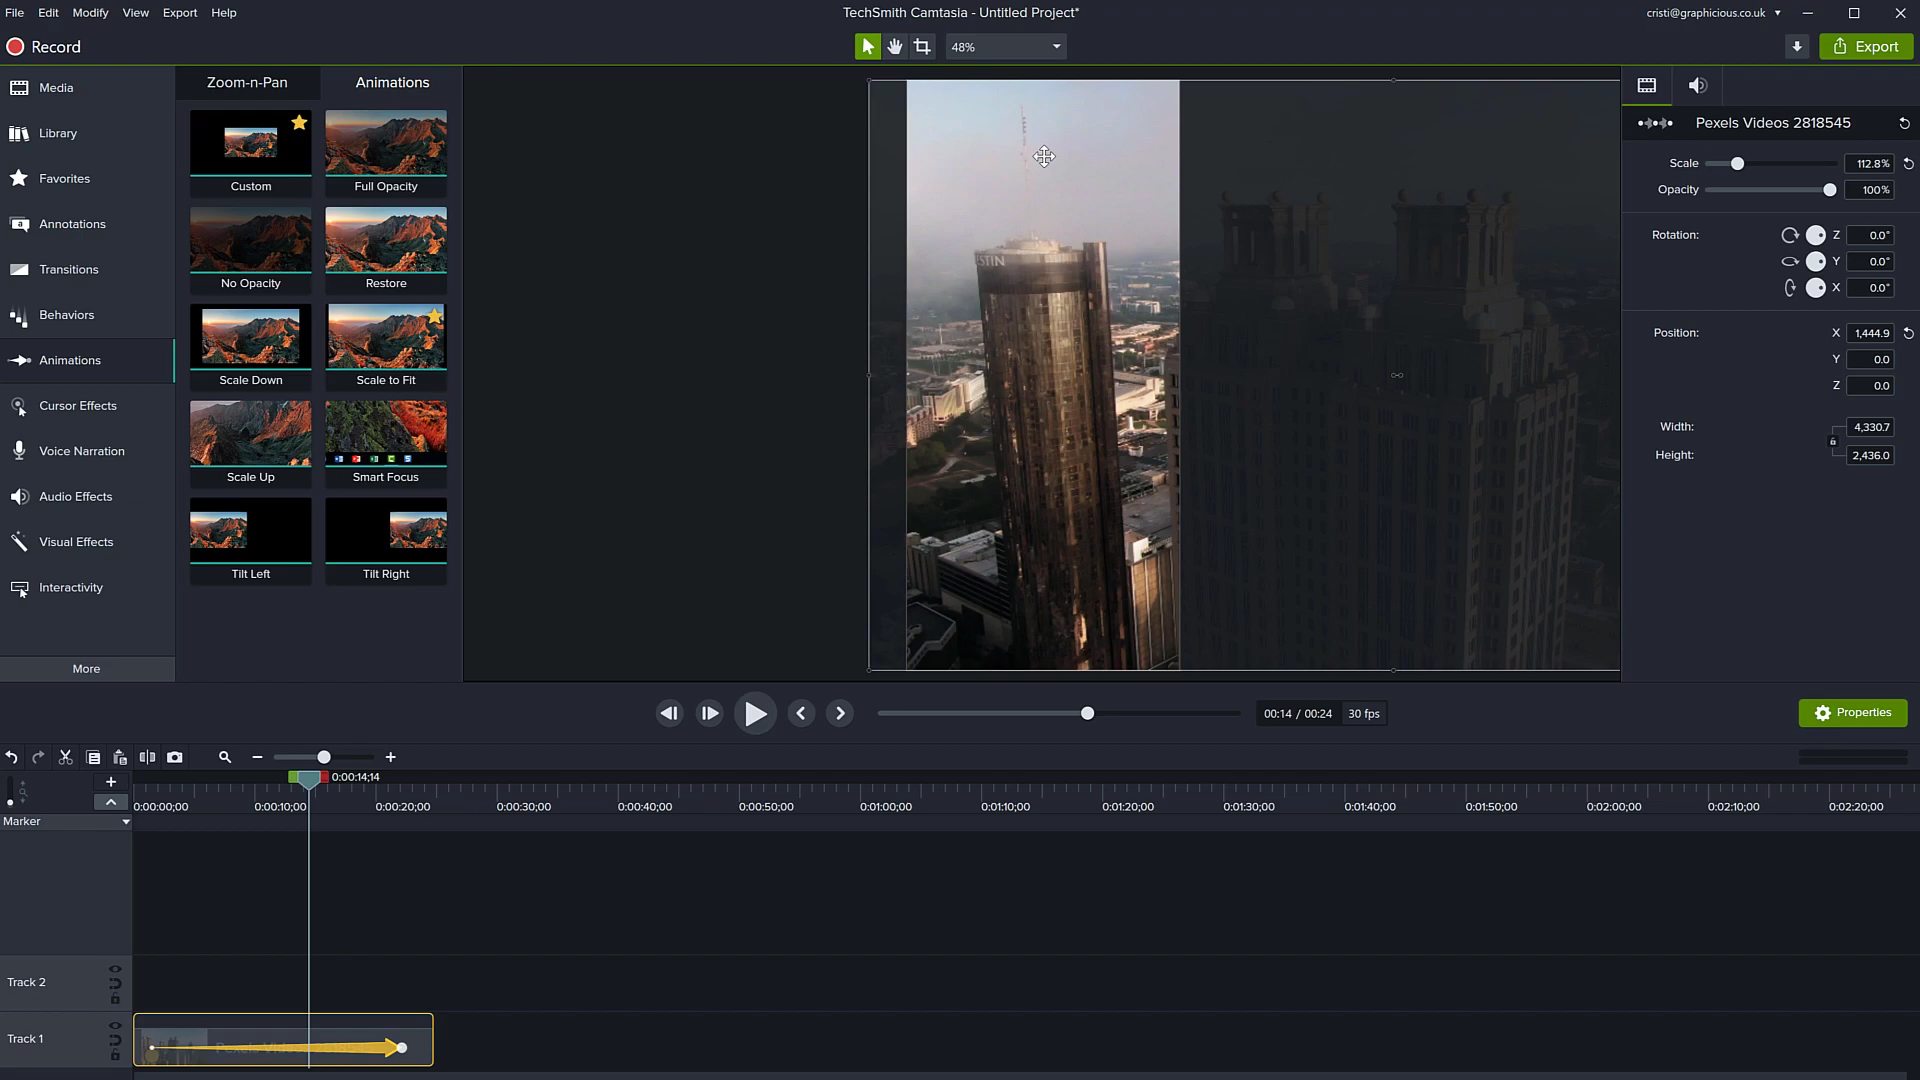 File Edit Modify View Export Help
TechSmith Camtasia - Untitled Project*
cristi@graphicious.co.uk
Record
48%
Export
Media
Library
Favorites
Annotations
Transitions
Behaviors
Animations
Cursor Effects
Voice Narration
Audio Effects
Visual Effects
Interactivity
More
Zoom-n-Pan Animations
Custom Full Opacity
No Opacity Restore
Scale Down Scale to Fit
Scale Up Smart Focus
Tilt Left Tilt Right
ESTIN
Pexels Videos 2818545
Scale 112.8%
Opacity 100%
Rotation: Z 0.0°
Y 0.0°
X 0.0°
Position: X 1,444.9
Y 0.0
Z 0.0
Width: 4,330.7
Height: 2,436.0
00:14 / 00:24 30 fps
Properties
0:00:14;14
0:00:00;00 0:00:10;00 0:00:20;00 0:00:30;00 0:00:40;00 0:00:50;00 0:01:00;00 0:01:10;00 0:01:20;00 0:01:30;00 0:01:40;00 0:01:50;00 0:02:00;00 0:02:10;00 0:02:20;00
Marker
Track 2
Track 1